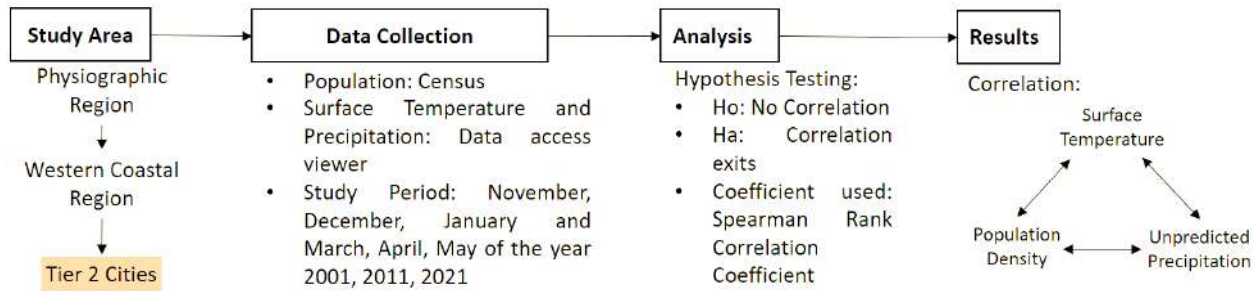 Study Area
Physiographic
Region
Western Coastal
Region
Tier 2 Cities
Data Collection
• Population: Census
• Surface Temperature and
Precipitation: Data access
viewer
• Study Period: November,
December, January and
March, April, May of the year
2001, 2011, 2021
Analysis
Hypothesis Testing:
• Ho: No Correlation
• Ha: Correlation
exits
• Coefficient used:
Spearman Rank
Correlation
Coefficient
Results
Correlation:
Surface
Temperature
Population
Density
Unpredicted
Precipitation